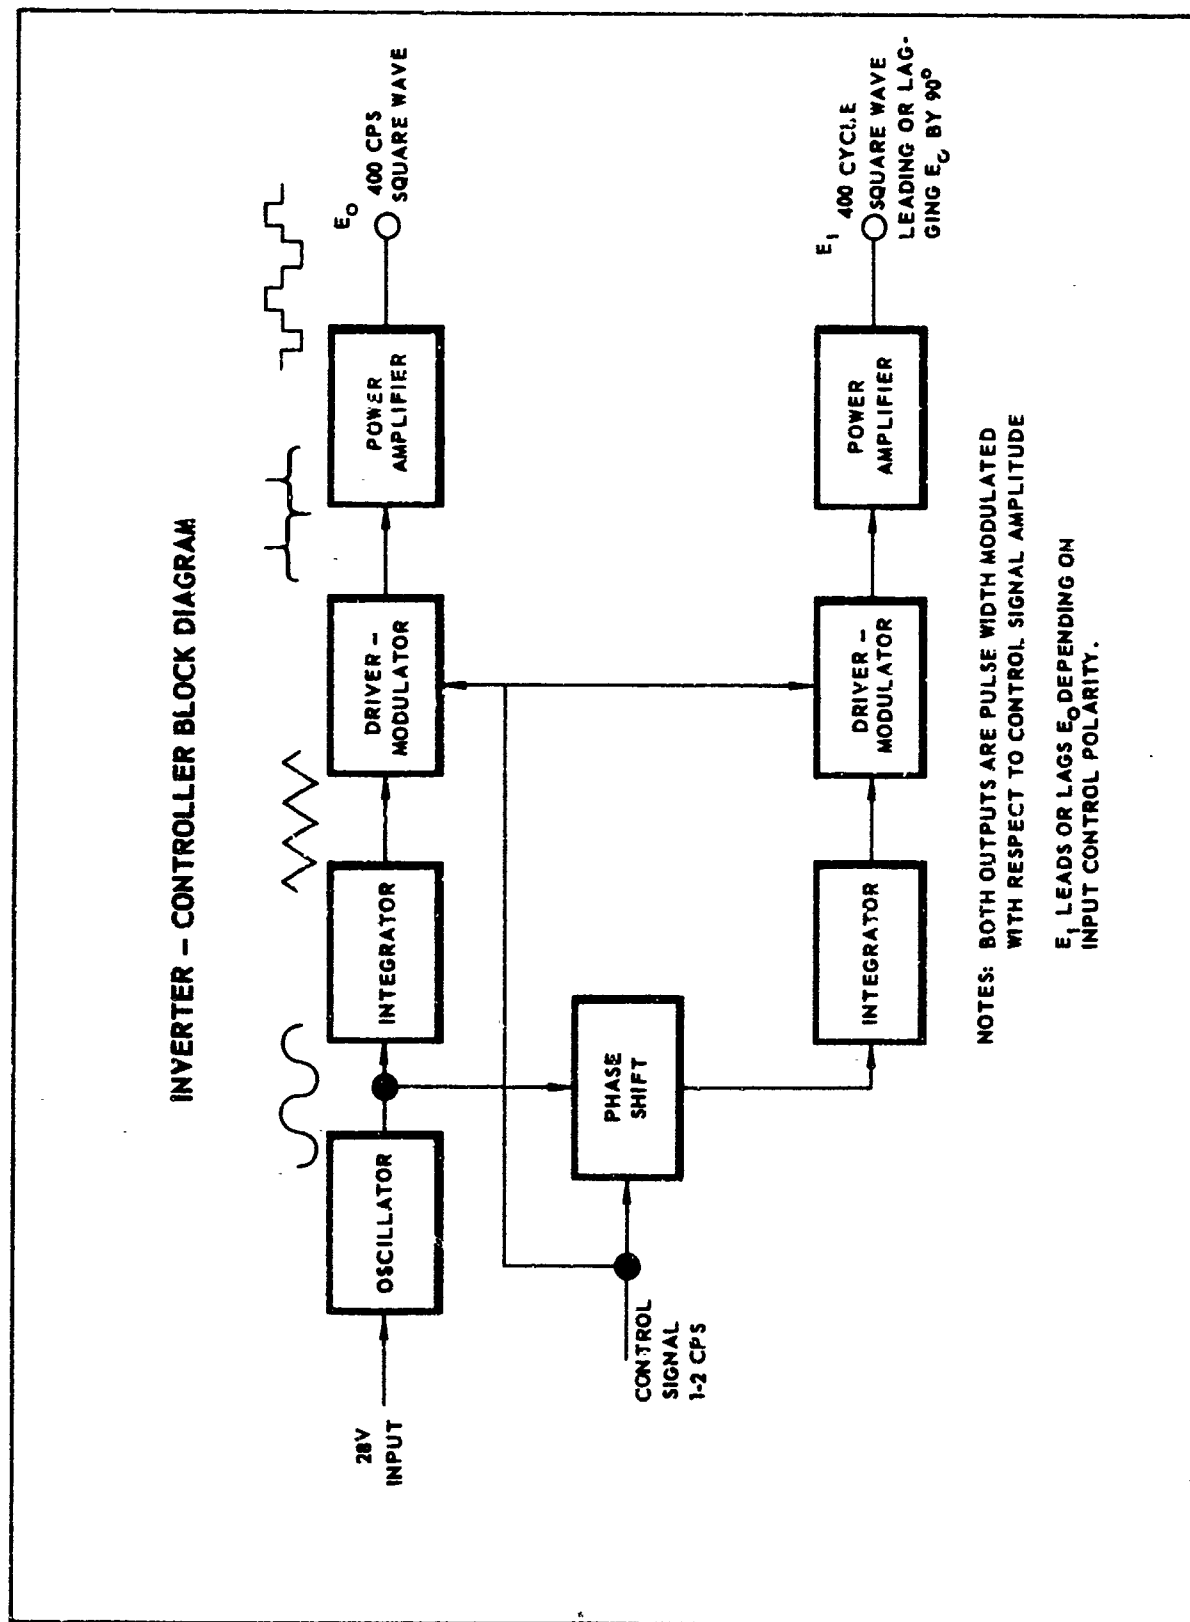 INVERTER – CONTROLLER BLOCK DIAGRAM
28V
INPUT
OSCILLATOR
INTEGRATOR
DRIVER –
MODULATOR
POWER
AMPLIFIER
E₀
400 CPS
SQUARE WAVE
CONTROL
SIGNAL
1-2 CPS
PHASE
SHIFT
INTEGRATOR
DRIVER –
MODULATOR
POWER
AMPLIFIER
E₁
400 CYCLE
SQUARE WAVE
LEADING OR LAG-
GING E₀ BY 90°
NOTES: BOTH OUTPUTS ARE PULSE WIDTH MODULATED
WITH RESPECT TO CONTROL SIGNAL AMPLITUDE
E₁ LEADS OR LAGS E₀ DEPENDING ON
INPUT CONTROL POLARITY.